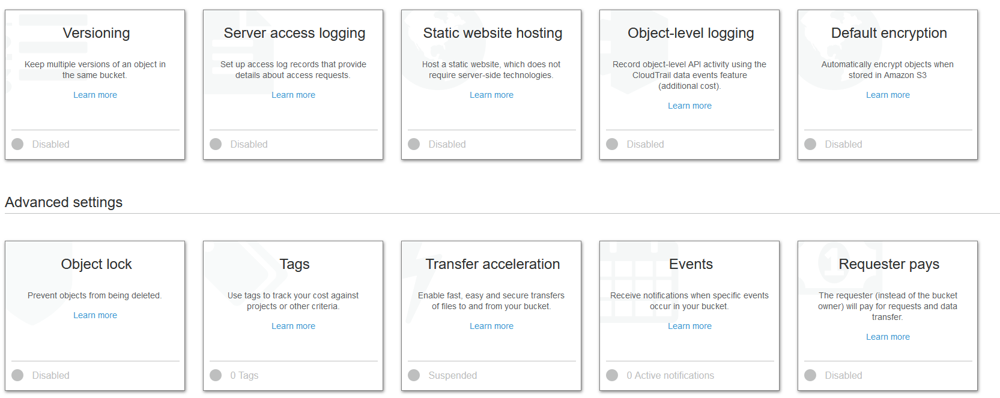 Versioning
Keep multiple versions of an object in
the same bucket.
Learn more
Disabled
Server access logging
Set up access log records that provide
details about access requests.
Learn more
Disabled
Static website hosting
Host a static website, which does not
require server-side technologies.
Learn more
Disabled
Object-level logging
Record object-level API activity using the
CloudTrail data events feature
(additional cost).
Learn more
Disabled
Default encryption
Automatically encrypt objects when
stored in Amazon S3
Learn more
Disabled
Advanced settings
Object lock
Prevent objects from being deleted.
Learn more
Disabled
Tags
Use tags to track your cost against
projects or other criteria.
Learn more
0 Tags
Transfer acceleration
Enable fast, easy and secure transfers
of files to and from your bucket.
Learn more
Suspended
Events
Receive notifications when specific events
occur in your bucket.
Learn more
0 Active notifications
Requester pays
The requester (instead of the bucket
owner) will pay for requests and data
transfer.
Learn more
Disabled